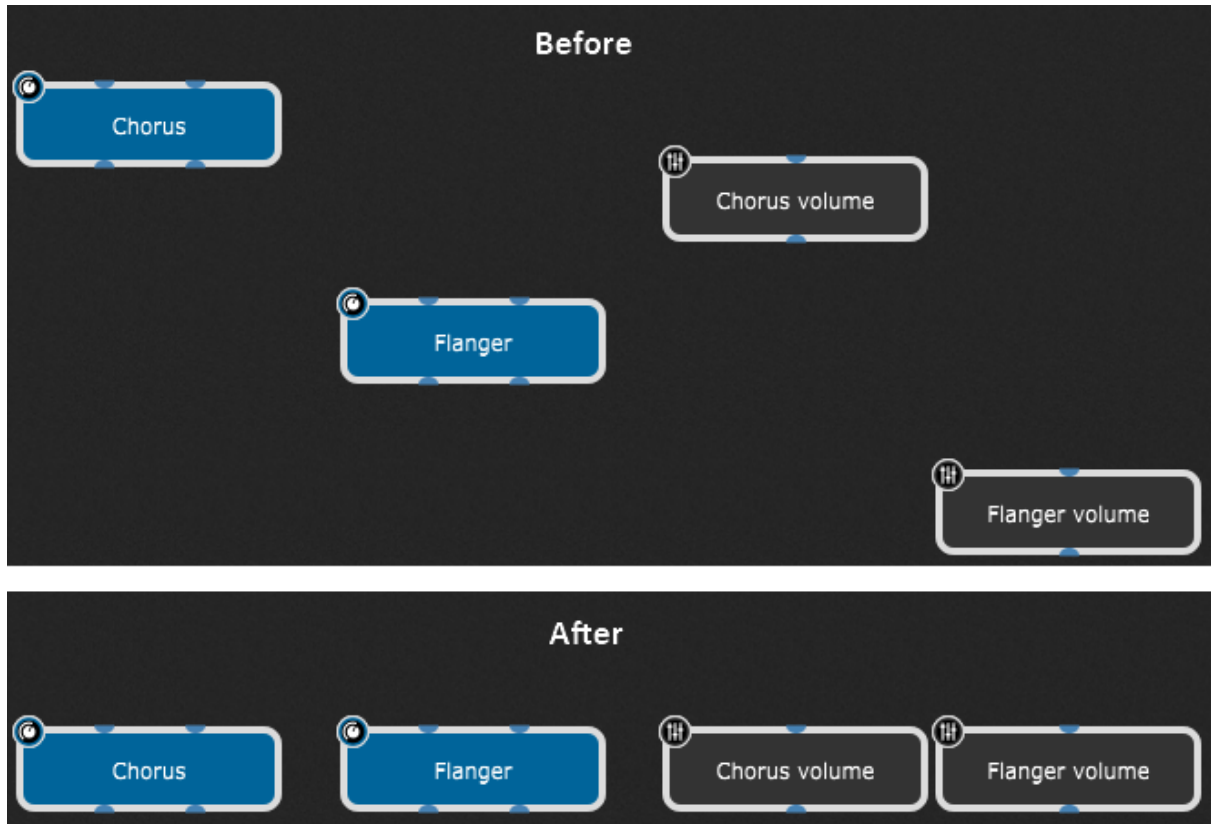 Before
Chorus
Chorus volume
Flanger
Flanger volume
After
Chorus
Flanger
Chorus volume
Flanger volume